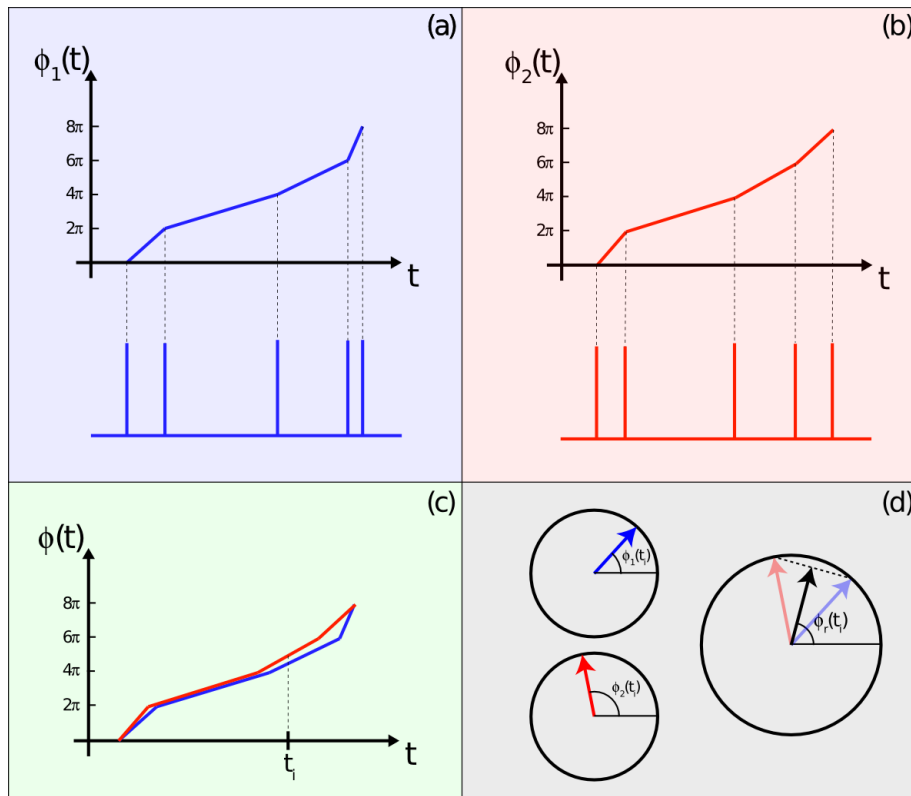 (a)
ϕ₁(t)
8π
6π
4π
2π
t
(b)
ϕ₂(t)
8π
6π
4π
2π
t
(c)
ϕ(t)
8π
6π
4π
2π
tᵢ
t
(d)
ϕ₁(tᵢ)
ϕᵣ(tᵢ)
ϕ₂(tᵢ)